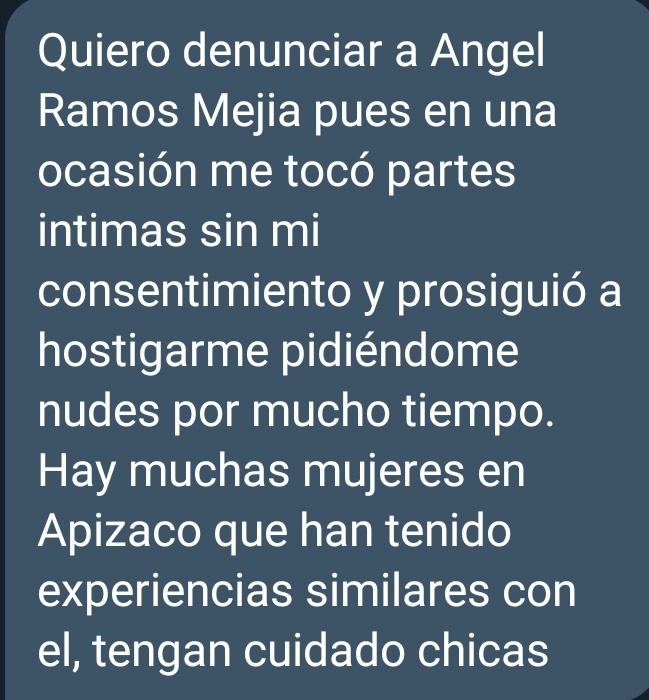 Quiero denunciar a Angel
Ramos Mejia pues en una
ocasión me tocó partes
intimas sin mi
consentimiento y prosiguió a
hostigarme pidiéndome
nudes por mucho tiempo.
Hay muchas mujeres en
Apizaco que han tenido
experiencias similares con
el, tengan cuidado chicas